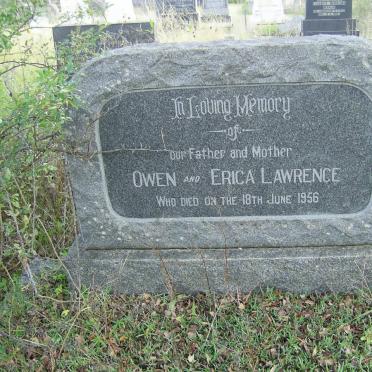 In Loving Memory
of
our Father and Mother
Owen and Erica Lawrence
Who died on the 18th June 1956